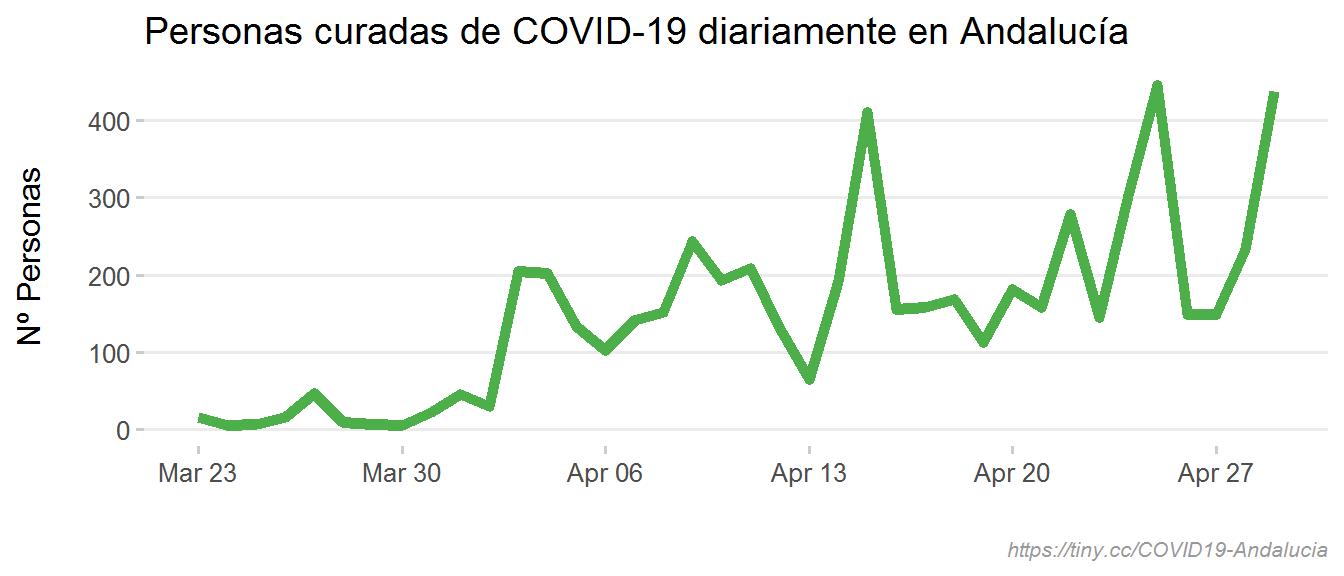 Personas curadas de COVID-19 diariamente en Andalucía
Nº Personas
400
300
200
100
0
Mar 23 Mar 30 Apr 06 Apr 13 Apr 20 Apr 27
https://tiny.cc/COVID19-Andalucia